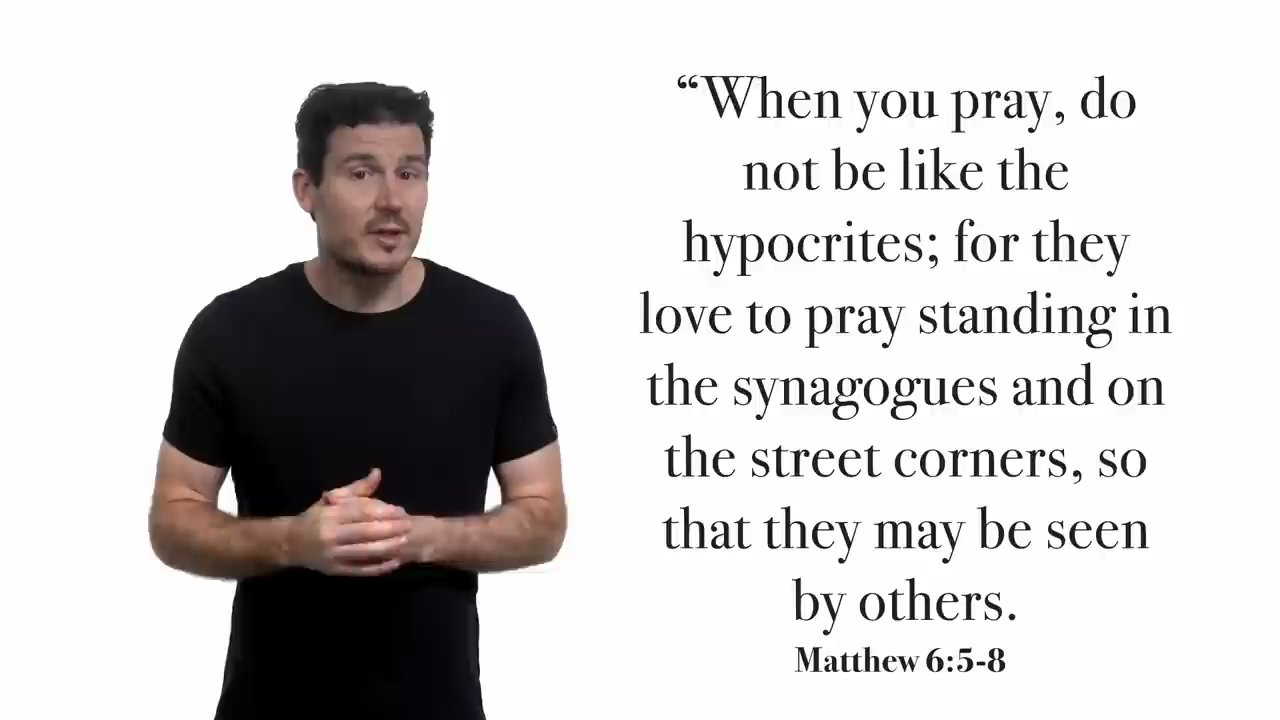 “When you pray, do
not be like the
hypocrites; for they
love to pray standing in
the synagogues and on
the street corners, so
that they may be seen
by others.
Matthew 6:5-8